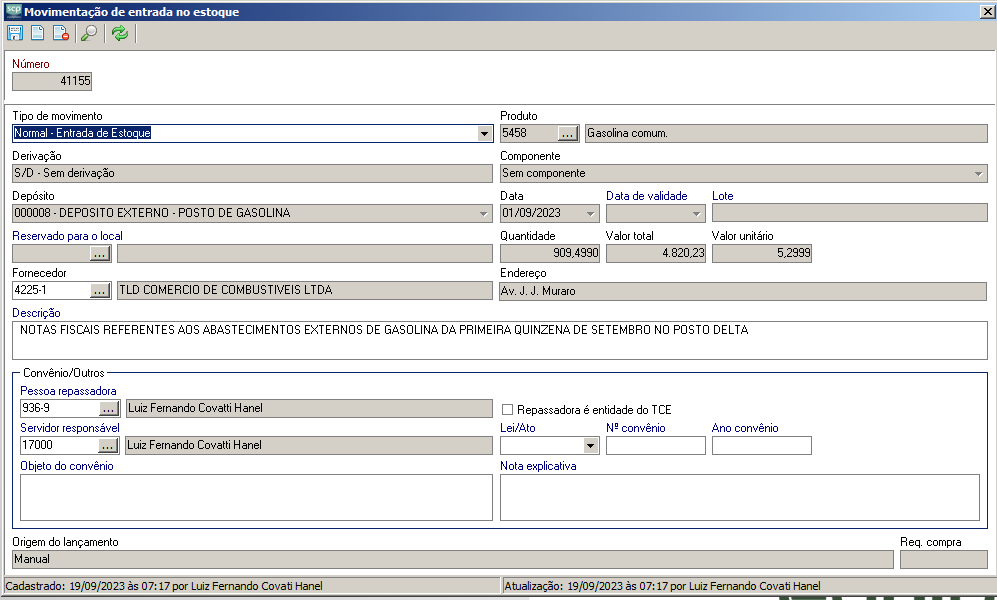 scp Movimentação de entrada no estoque
Número
41155
Tipo de movimento Produto
Normal - Entrada de Estoque 5458 ... Gasolina comum.
Derivação Componente
S/D - Sem derivação Sem componente
Depósito Data Data de validade Lote
000008 - DEPOSITO EXTERNO - POSTO DE GASOLINA 01/09/2023
Reservado para o local Quantidade Valor total Valor unitário
... 909,4990 4.820,23 5,2999
Fornecedor Endereço
4225-1 ... TLD COMERCIO DE COMBUSTIVEIS LTDA Av. J. J. Muraro
Descrição
NOTAS FISCAIS REFERENTES AOS ABASTECIMENTOS EXTERNOS DE GASOLINA DA PRIMEIRA QUINZENA DE SETEMBRO NO POSTO DELTA
Convênio/Outros
Pessoa repassadora
936-9 ... Luiz Fernando Covatti Hanel Repassadora é entidade do TCE
Servidor responsável Lei/Ato Nº convênio Ano convênio
17000 ... Luiz Fernando Covatti Hanel
Objeto do convênio Nota explicativa
Origem do lançamento Req. compra
Manual
Cadastrado: 19/09/2023 às 07:17 por Luiz Fernando Covati Hanel Atualização: 19/09/2023 às 07:17 por Luiz Fernando Covati Hanel